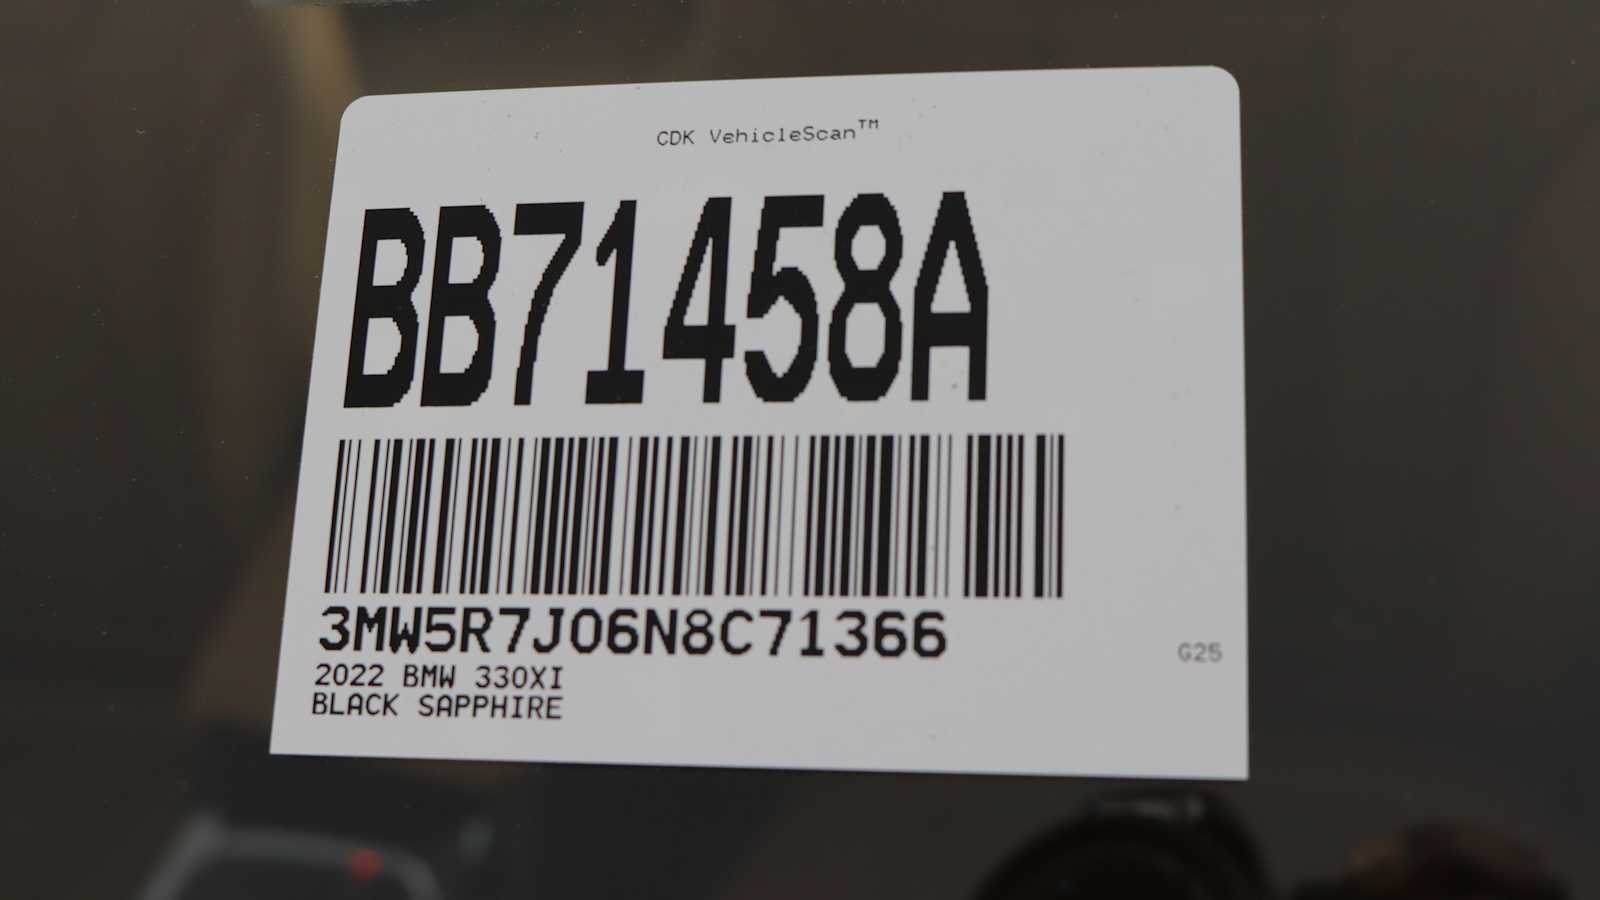 CDK VehicleScan™
BB71458A
3MW5R7J06N8C71366
G25
2022 BMW 330XI
BLACK SAPPHIRE